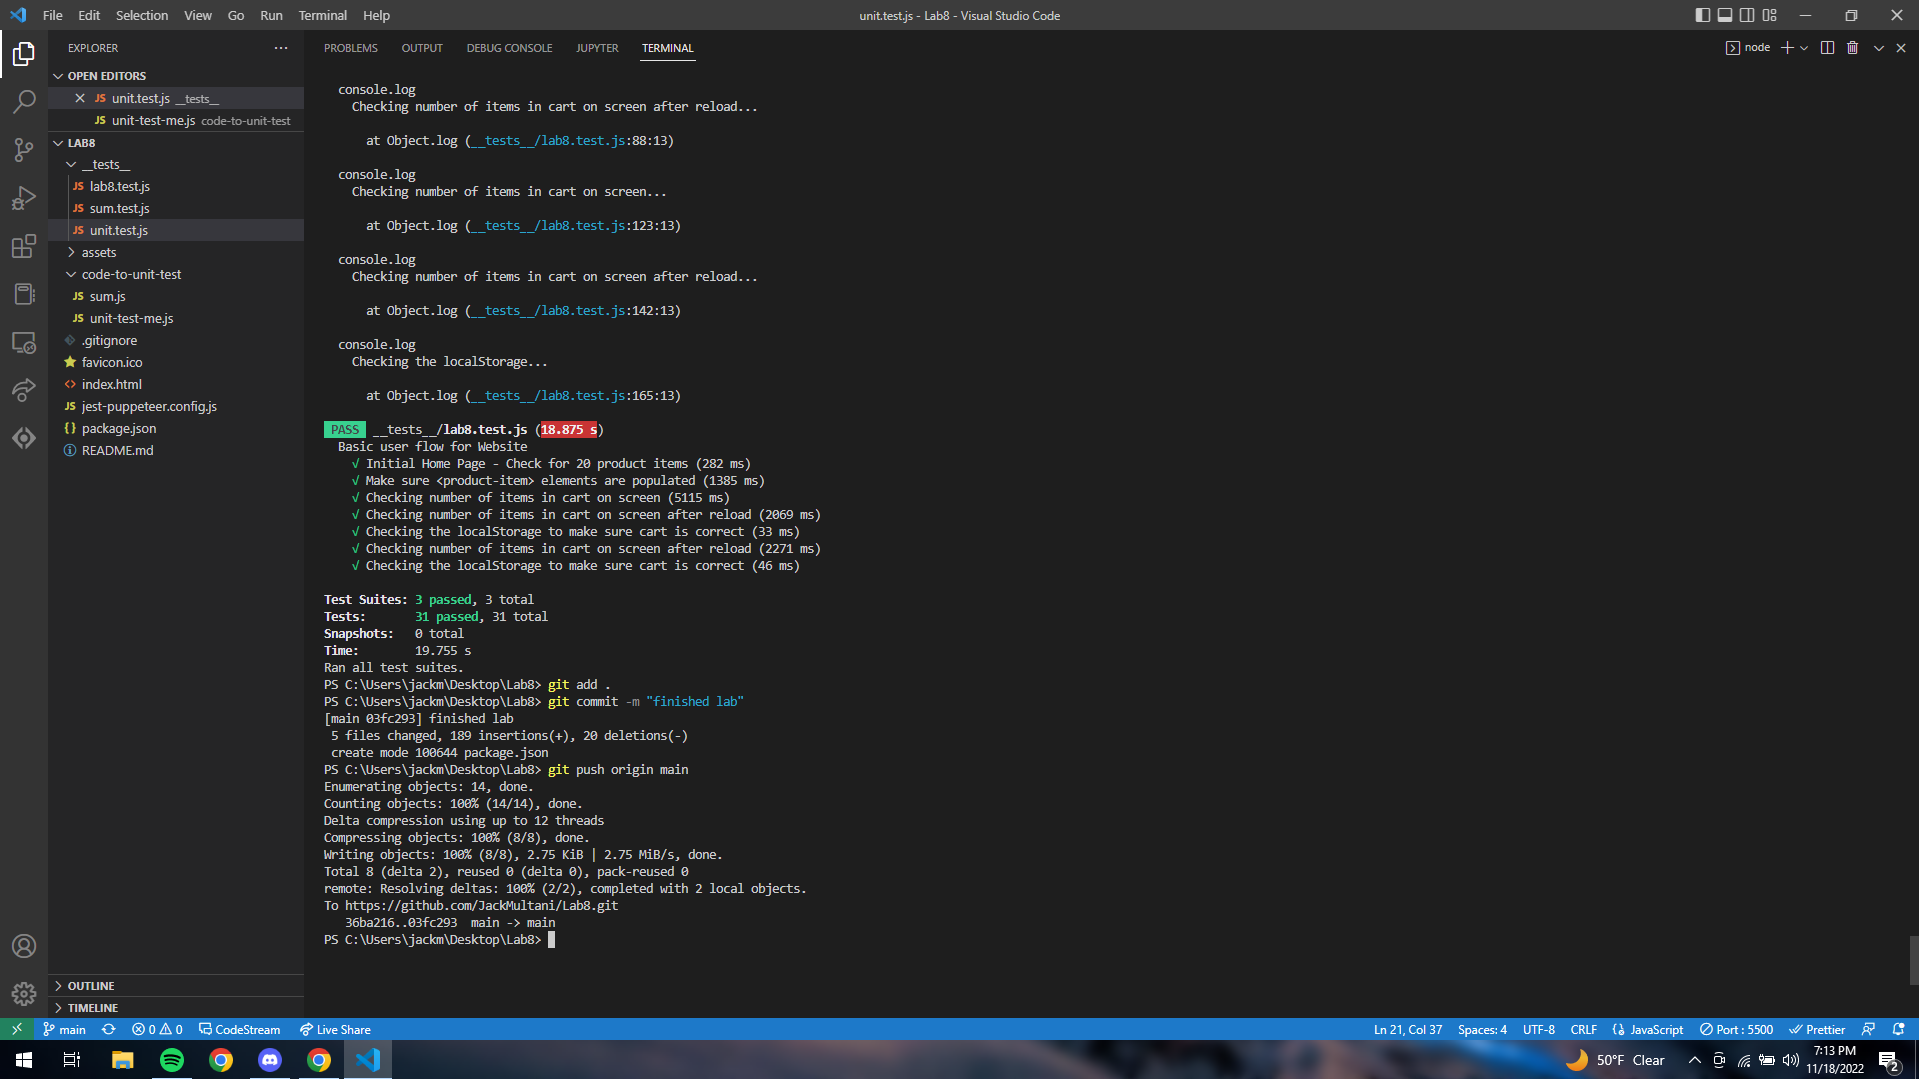 File Edit Selection View Go Run Terminal Help
unit.test.js - Lab8 - Visual Studio Code
EXPLORER
OPEN EDITORS
JS unit.test.js __tests__
JS unit-test-me.js code-to-unit-test
LAB8
__tests__
JS lab8.test.js
JS sum.test.js
JS unit.test.js
assets
code-to-unit-test
JS sum.js
JS unit-test-me.js
.gitignore
favicon.ico
index.html
JS jest-puppeteer.config.js
package.json
README.md
OUTLINE
TIMELINE
PROBLEMS OUTPUT DEBUG CONSOLE JUPYTER TERMINAL
node
console.log
Checking number of items in cart on screen after reload...
at Object.log (__tests__/lab8.test.js:88:13)
console.log
Checking number of items in cart on screen...
at Object.log (__tests__/lab8.test.js:123:13)
console.log
Checking number of items in cart on screen after reload...
at Object.log (__tests__/lab8.test.js:142:13)
console.log
Checking the localStorage...
at Object.log (__tests__/lab8.test.js:165:13)
PASS __tests__/lab8.test.js (18.875 s)
Basic user flow for Website
√ Initial Home Page - Check for 20 product items (282 ms)
√ Make sure <product-item> elements are populated (1385 ms)
√ Checking number of items in cart on screen (5115 ms)
√ Checking number of items in cart on screen after reload (2069 ms)
√ Checking the localStorage to make sure cart is correct (33 ms)
√ Checking number of items in cart on screen after reload (2271 ms)
√ Checking the localStorage to make sure cart is correct (46 ms)
Test Suites: 3 passed, 3 total
Tests: 31 passed, 31 total
Snapshots: 0 total
Time: 19.755 s
Ran all test suites.
PS C:\Users\jackm\Desktop\Lab8> git add .
PS C:\Users\jackm\Desktop\Lab8> git commit -m "finished lab"
[main 03fc293] finished lab
5 files changed, 189 insertions(+), 20 deletions(-)
create mode 100644 package.json
PS C:\Users\jackm\Desktop\Lab8> git push origin main
Enumerating objects: 14, done.
Counting objects: 100% (14/14), done.
Delta compression using up to 12 threads
Compressing objects: 100% (8/8), done.
Writing objects: 100% (8/8), 2.75 KiB | 2.75 MiB/s, done.
Total 8 (delta 2), reused 0 (delta 0), pack-reused 0
remote: Resolving deltas: 100% (2/2), completed with 2 local objects.
To https://github.com/JackMultani/Lab8.git
36ba216..03fc293 main -> main
PS C:\Users\jackm\Desktop\Lab8>
main 0 0 CodeStream Live Share
Ln 21, Col 37 Spaces: 4 UTF-8 CRLF JavaScript Port : 5500 Prettier
50°F Clear
7:13 PM
11/18/2022
2